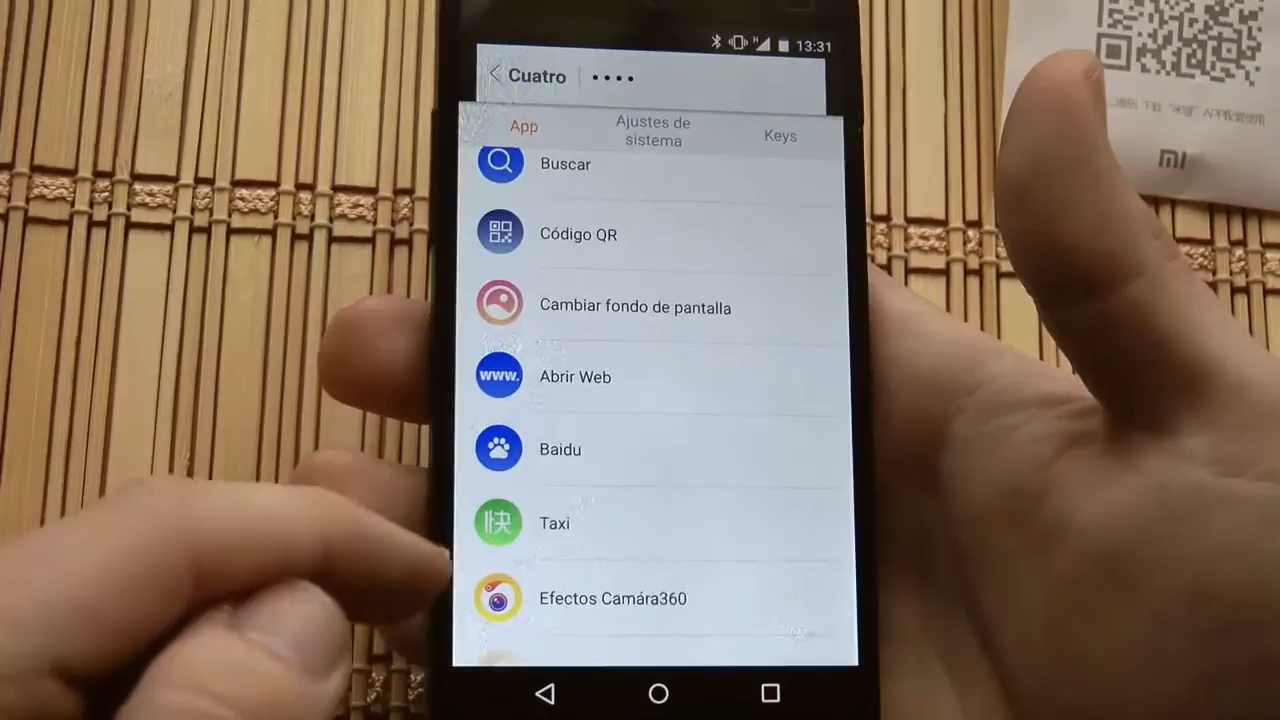 13:31
Cuatro
App
Ajustes de
sistema
Keys
Buscar
Código QR
Cambiar fondo de pantalla
www.
Abrir Web
Baidu
快
Taxi
Efectos Camára360
mi